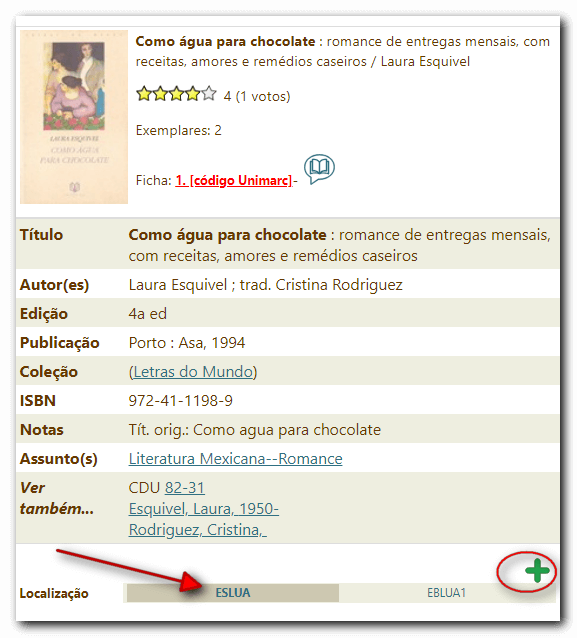 LAURA ESQUIVEL
COMO ÁGUA
PARA CHOCOLATE
Como água para chocolate : romance de entregas mensais, com
receitas, amores e remédios caseiros / Laura Esquivel
4 (1 votos)
Exemplares: 2
Ficha: 1. [código Unimarc]-
Título Como água para chocolate : romance de entregas mensais,
com receitas, amores e remédios caseiros
Autor(es) Laura Esquivel ; trad. Cristina Rodriguez
Edição 4a ed
Publicação Porto : Asa, 1994
Coleção (Letras do Mundo)
ISBN 972-41-1198-9
Notas Tít. orig.: Como agua para chocolate
Assunto(s) Literatura Mexicana--Romance
Ver CDU 82-31
também... Esquivel, Laura, 1950-
Rodriguez, Cristina,
Localização ESLUA EBLUA1